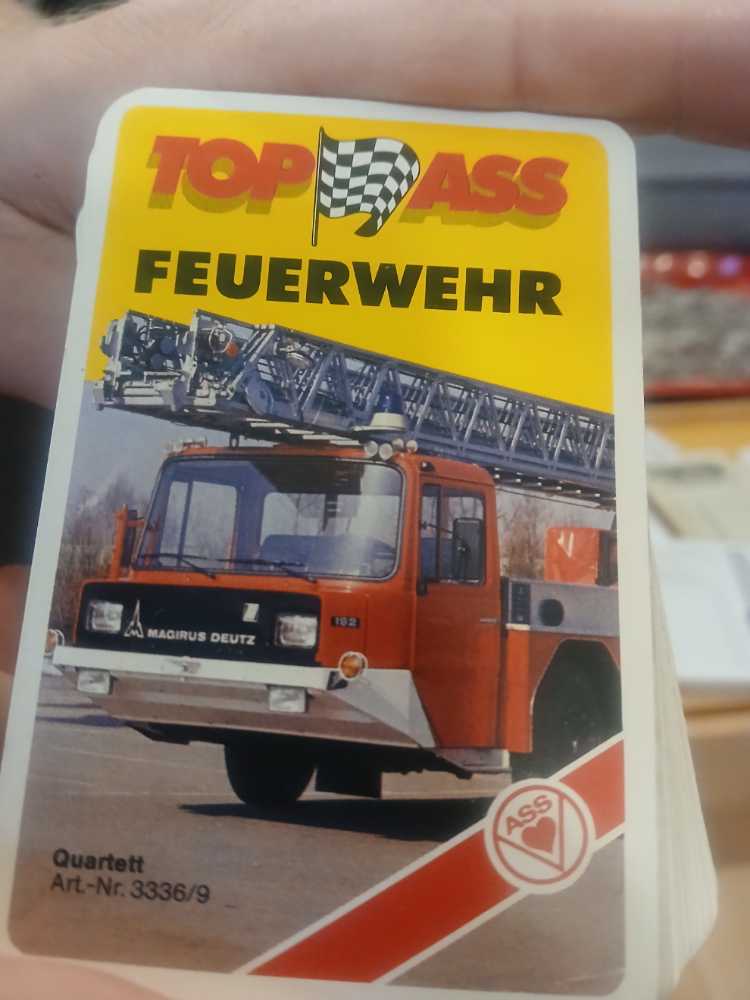 TOP ASS
FEUERWEHR
192
MAGIRUS DEUTZ
ASS
Quartett
Art.-Nr. 3336/9